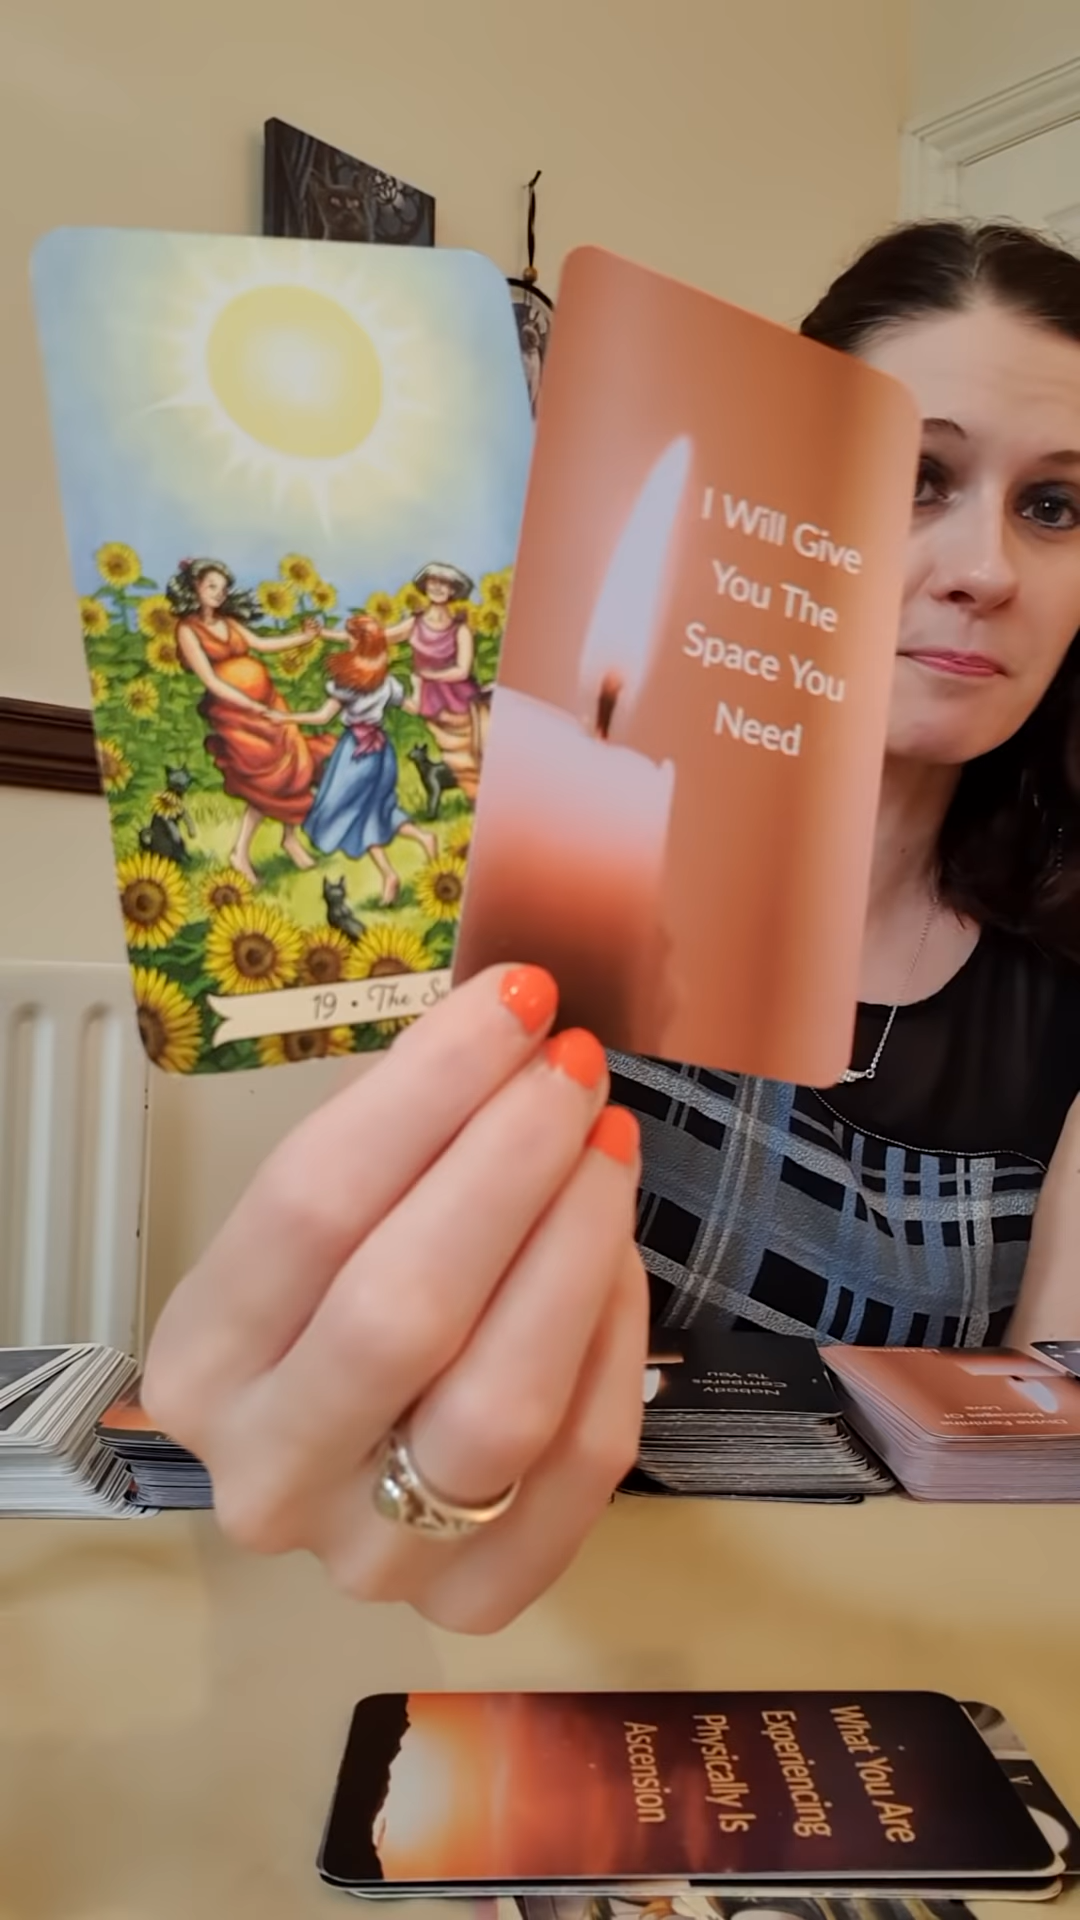 I Will Give
You The
Space You
Need
19 • The Su
Nobody
Compares
To You
Divine Feminine
Messages Of
Love
What You Are
Experiencing
Physically Is
Ascension
V